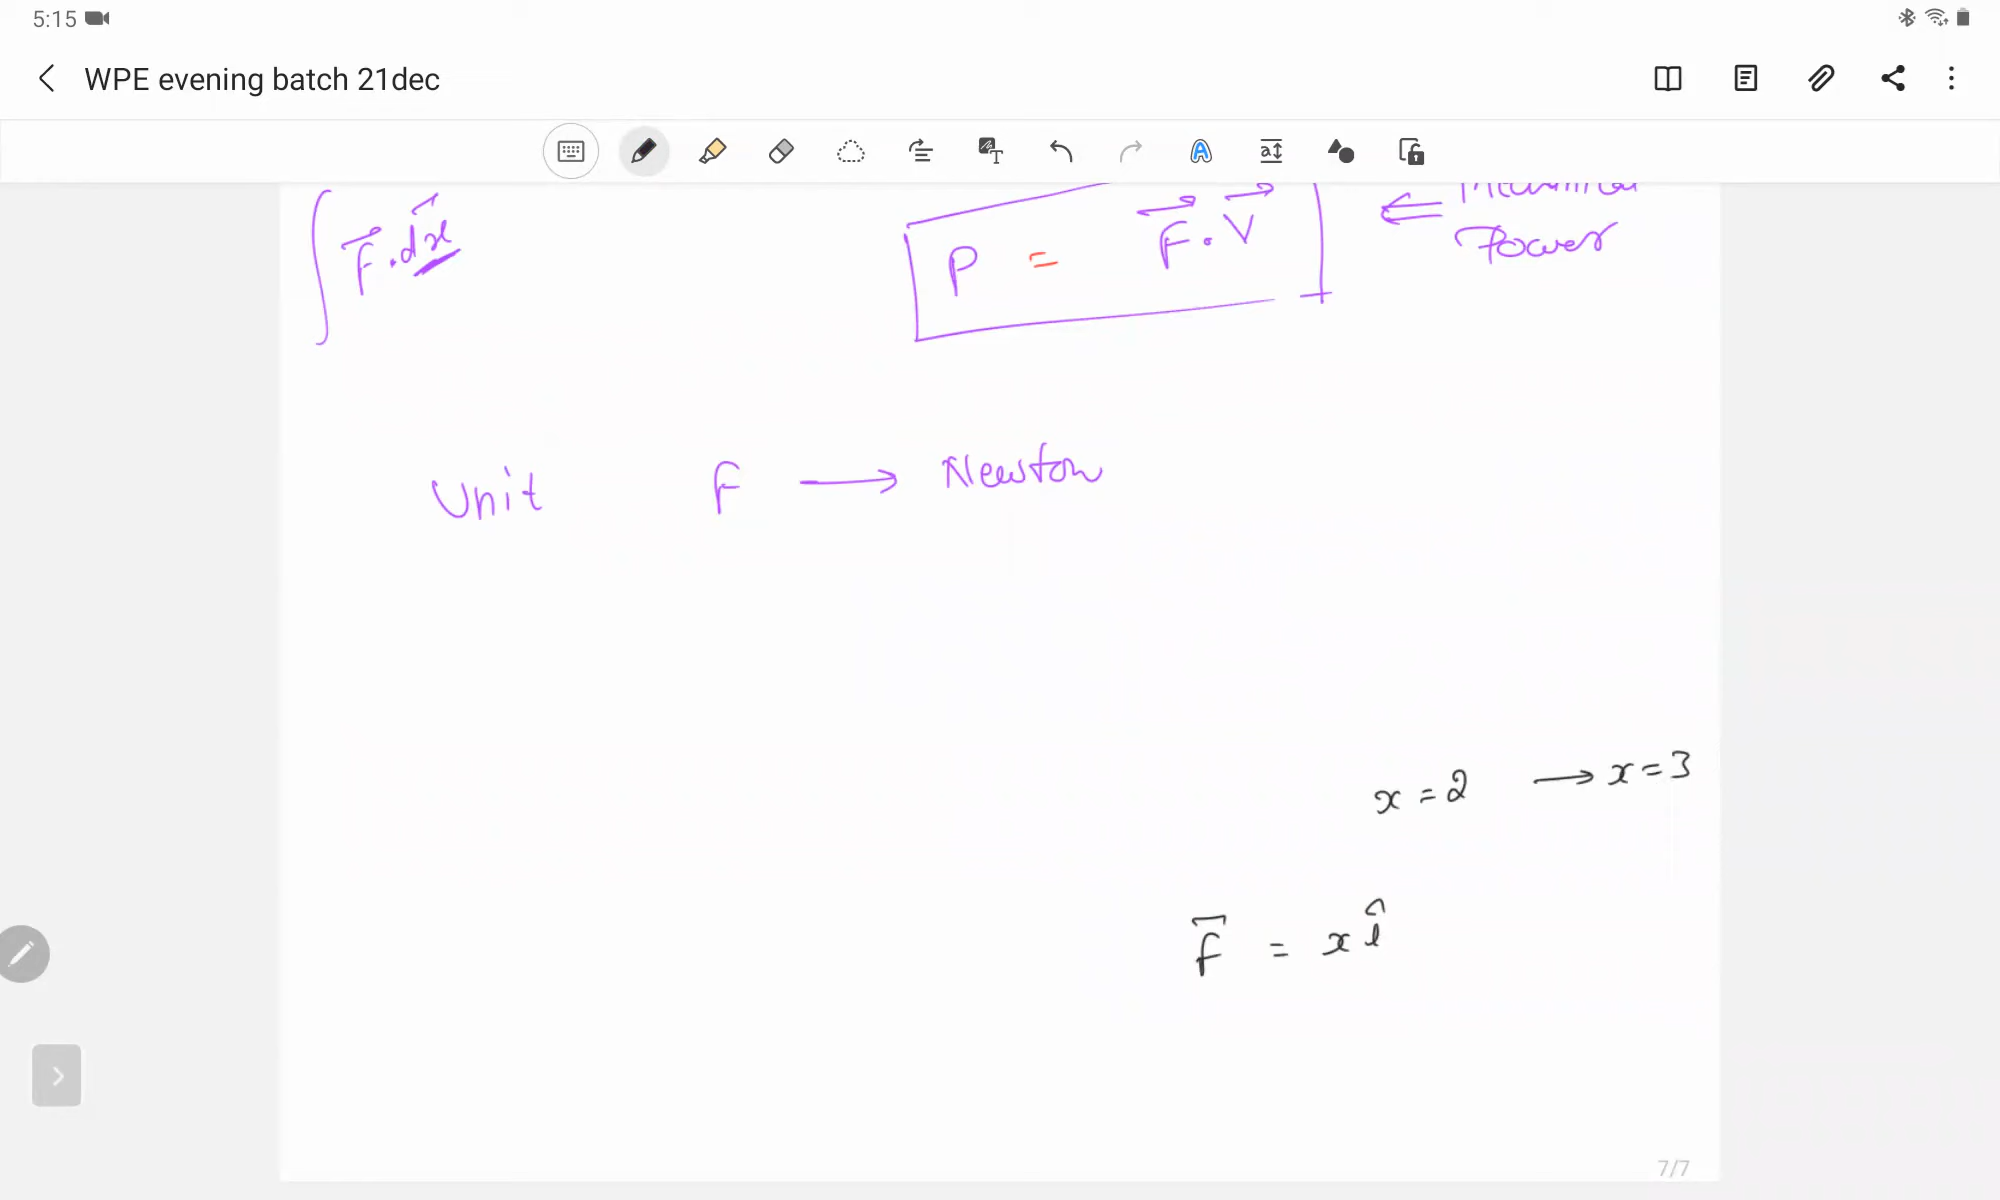 5:15
WPE evening batch 21dec
∫ F⃗ . dx⃗
P = F⃗ . V⃗
Power
Unit F → Newton
x = 2 → x = 3
F⃗ = x î
7/7